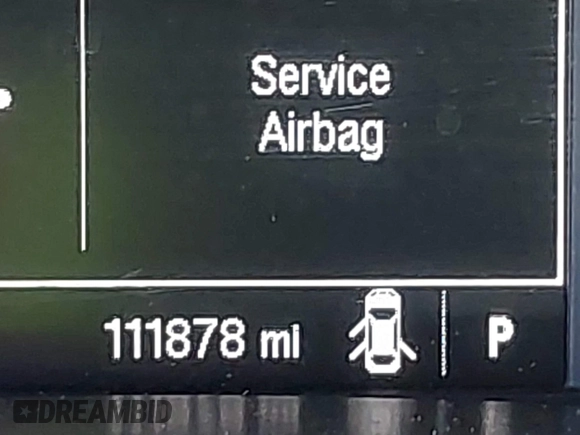 Service
Airbag
111878 mi
P
DREAMBID